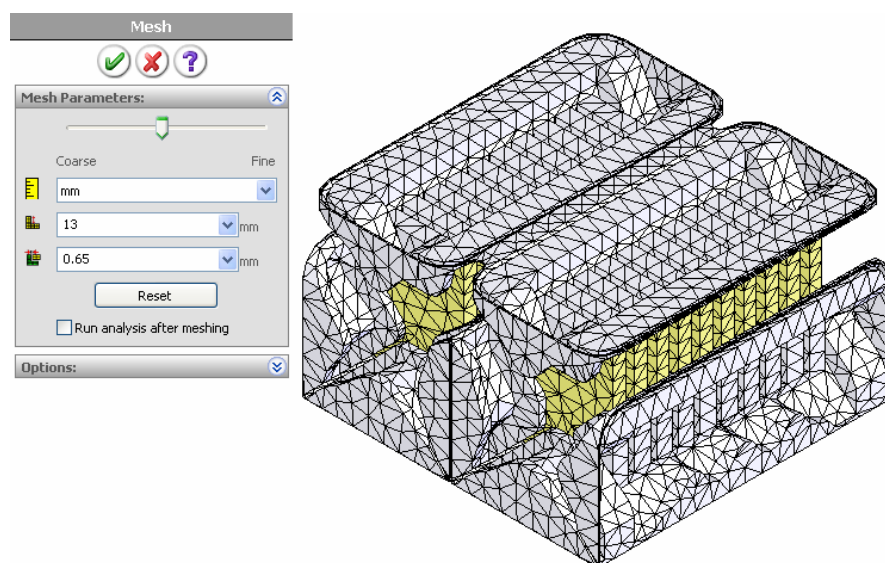 Mesh
?
Mesh Parameters:
Coarse Fine
mm
13 mm
0.65 mm
Reset
Run analysis after meshing
Options: